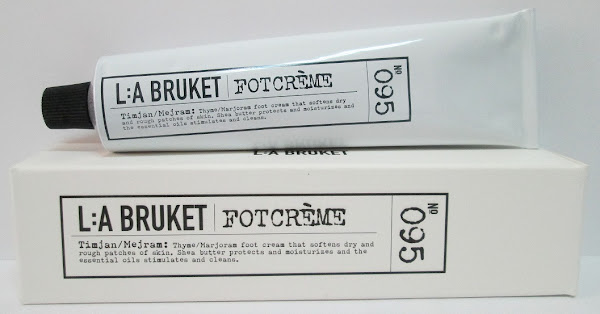 L:A BRUKET | FOTCRÈME
Timjan/Mejram: Thyme/Marjoram foot cream that softens dry
and rough patches of skin. Shea butter protects and moisturizes and
the essential oils stimulates and cleans.
No 095
L:A BRUKET
L:A BRUKET | FOTCRÈME
Timjan/Mejram: Thyme/Marjoram foot cream that softens dry and
rough patches of skin. Shea butter protects and moisturizes and the
essential oils stimulates and cleans.
No 095